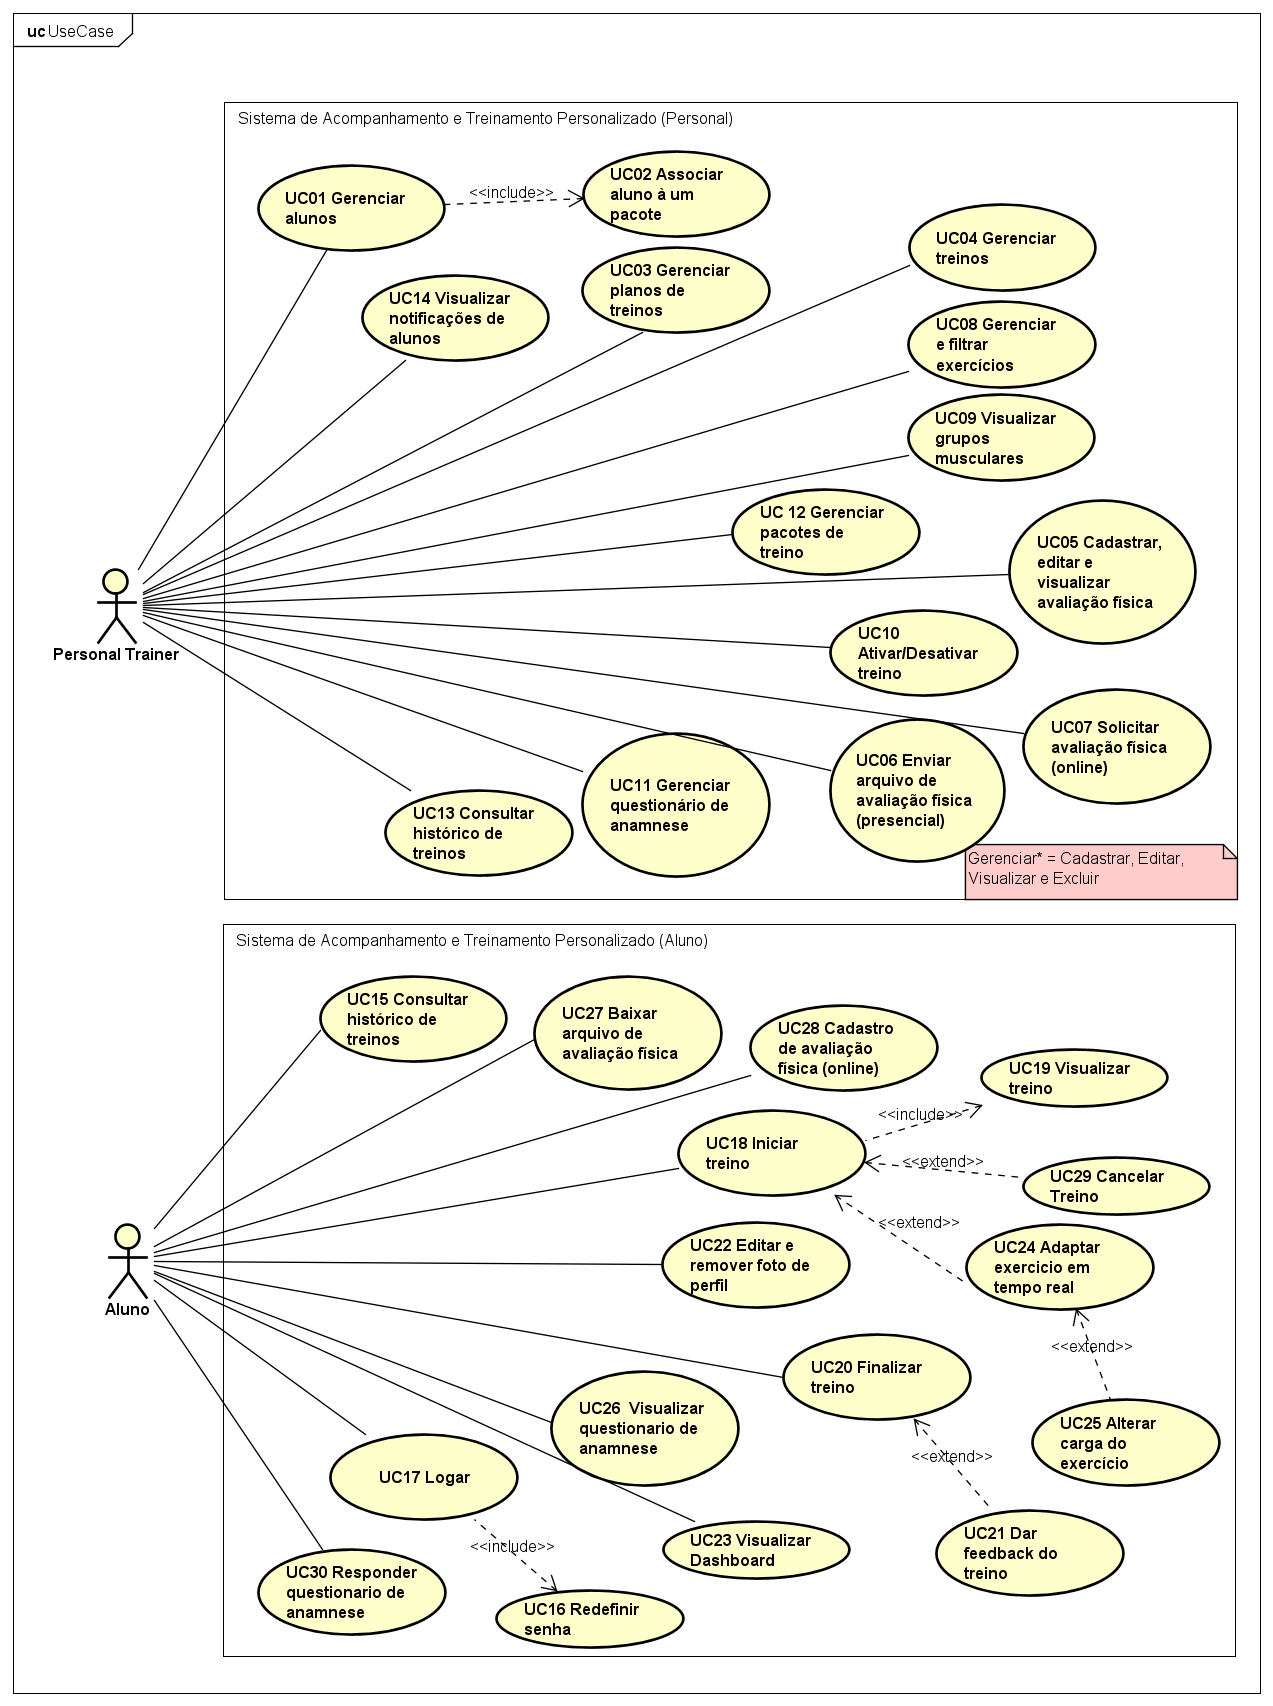 uc UseCase
Sistema de Acompanhamento e Treinamento Personalizado (Personal)
UC01 Gerenciar
alunos
<<include>>
UC02 Associar
aluno à um
pacote
UC14 Visualizar
notificações de
alunos
UC03 Gerenciar
planos de
treinos
UC04 Gerenciar
treinos
UC08 Gerenciar
e filtrar
exercícios
UC09 Visualizar
grupos
musculares
UC 12 Gerenciar
pacotes de
treino
UC05 Cadastrar,
editar e
visualizar
avaliação física
Personal Trainer
UC10
Ativar/Desativar
treino
UC07 Solicitar
avaliação física
(online)
UC06 Enviar
arquivo de
avaliação física
(presencial)
UC11 Gerenciar
questionário de
anamnese
UC13 Consultar
histórico de
treinos
Gerenciar* = Cadastrar, Editar,
Visualizar e Excluir
Sistema de Acompanhamento e Treinamento Personalizado (Aluno)
UC15 Consultar
histórico de
treinos
UC27 Baixar
arquivo de
avaliação física
UC28 Cadastro
de avaliação
física (online)
UC19 Visualizar
treino
<<include>>
UC18 Iniciar
treino
<<extend>>
UC29 Cancelar
Treino
<<extend>>
UC22 Editar e
remover foto de
perfil
UC24 Adaptar
exercicio em
tempo real
Aluno
<<extend>>
UC20 Finalizar
treino
UC26  Visualizar
questionario de
anamnese
UC25 Alterar
carga do
exercício
<<extend>>
UC17 Logar
UC23 Visualizar
Dashboard
UC21 Dar
feedback do
treino
<<include>>
UC30 Responder
questionario de
anamnese
UC16 Redefinir
senha